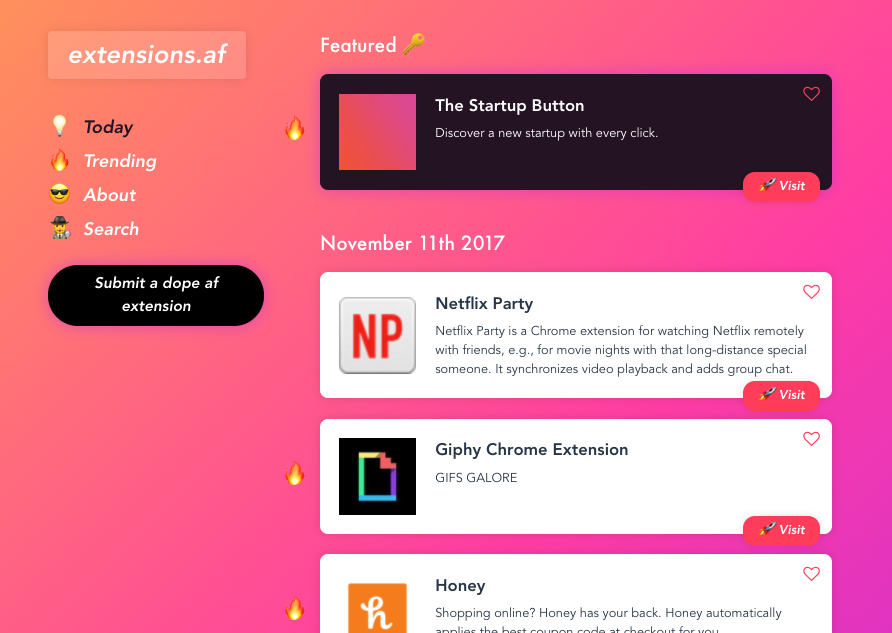 extensions.af
Today
Trending
About
Search
Submit a dope af
extension
Featured 🔑
The Startup Button
Discover a new startup with every click.
🚀 Visit
November 11th 2017
NP
Netflix Party
Netflix Party is a Chrome extension for watching Netflix remotely
with friends, e.g., for movie nights with that long-distance special
someone. It synchronizes video playback and adds group chat.
🚀 Visit
Giphy Chrome Extension
GIFS GALORE
🚀 Visit
h
Honey
Shopping online? Honey has your back. Honey automatically
applies the best coupon code at checkout for you